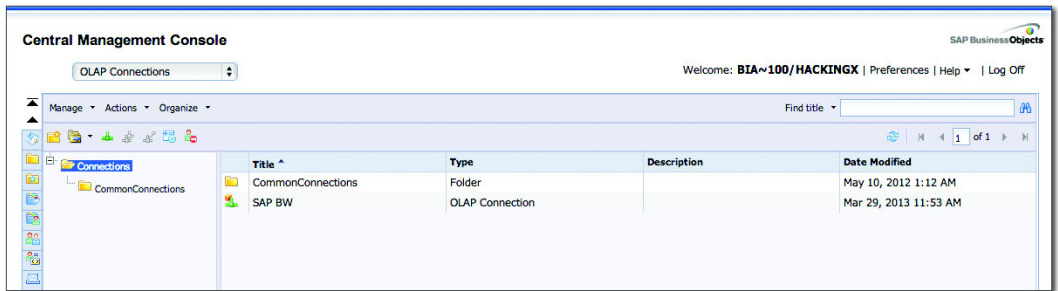 Central Management Console
SAP BusinessObjects
OLAP Connections
Welcome: BIA~100/HACKINGX | Preferences | Help | Log Off
Manage Actions Organize Find title
1 of 1
Connections
CommonConnections
Title Type Description Date Modified
CommonConnections Folder May 10, 2012 1:12 AM
SAP BW OLAP Connection Mar 29, 2013 11:53 AM